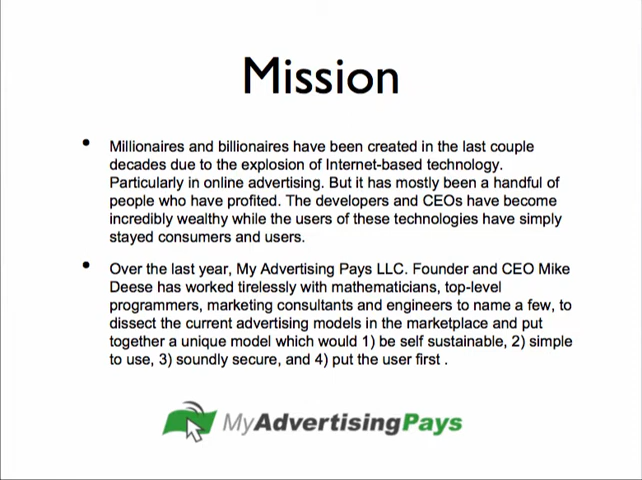 Mission
• Millionaires and billionaires have been created in the last couple
decades due to the explosion of Internet-based technology.
Particularly in online advertising. But it has mostly been a handful of
people who have profited. The developers and CEOs have become
incredibly wealthy while the users of these technologies have simply
stayed consumers and users.
• Over the last year, My Advertising Pays LLC. Founder and CEO Mike
Deese has worked tirelessly with mathematicians, top-level
programmers, marketing consultants and engineers to name a few, to
dissect the current advertising models in the marketplace and put
together a unique model which would 1) be self sustainable, 2) simple
to use, 3) soundly secure, and 4) put the user first .
MyAdvertisingPays